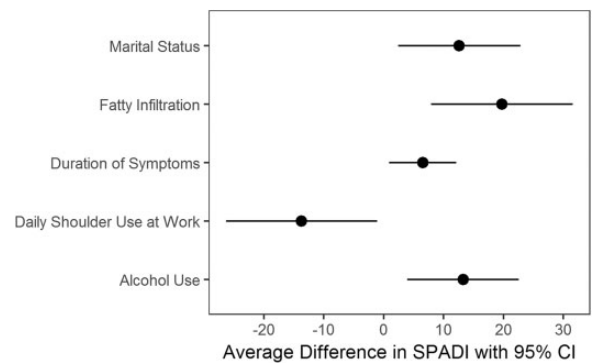 Marital Status
Fatty Infiltration
Duration of Symptoms
Daily Shoulder Use at Work
Alcohol Use
-20 -10 0 10 20 30
Average Difference in SPADI with 95% CI